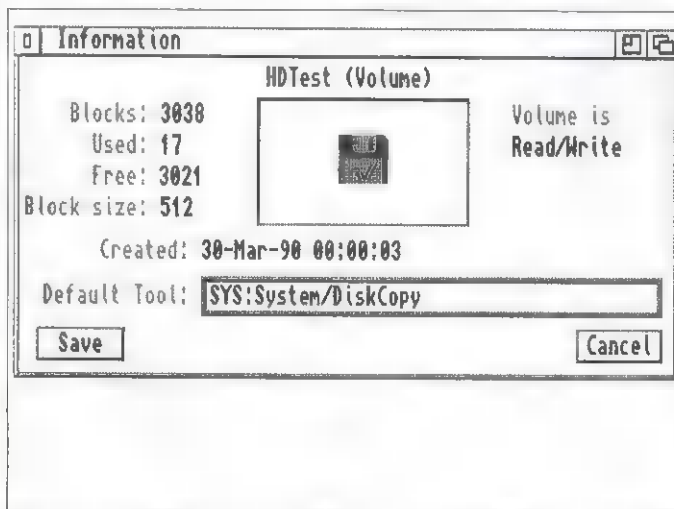 Information
HDTest (Volume)
Blocks: 3038
Used: 17
Free: 3021
Block size: 512
Volume is
Read/Write
Created: 30-Mar-90 00:00:03
Default Tool: SYS:System/DiskCopy
Save
Cancel